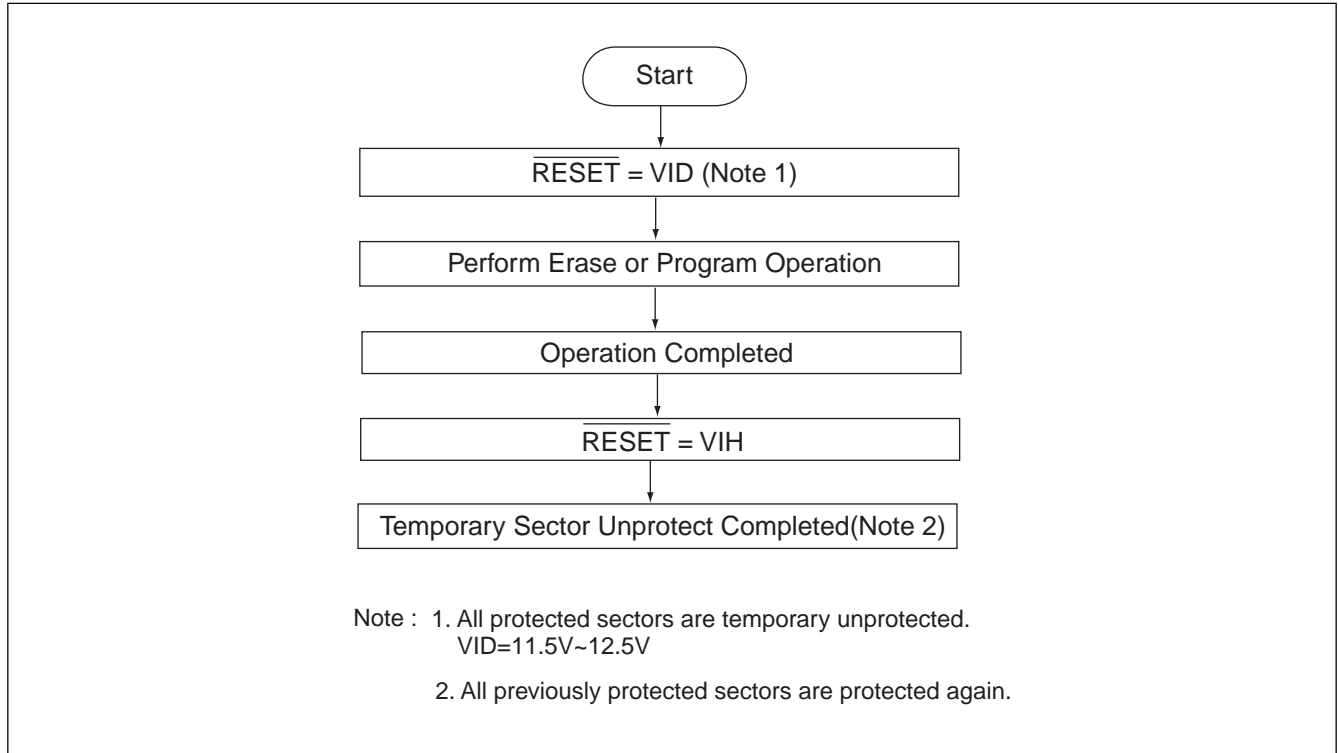 Start
RESET = VID (Note 1)
Perform Erase or Program Operation
Operation Completed
RESET = VIH
Temporary Sector Unprotect Completed(Note 2)
Note : 1. All protected sectors are temporary unprotected.
VID=11.5V~12.5V
2. All previously protected sectors are protected again.